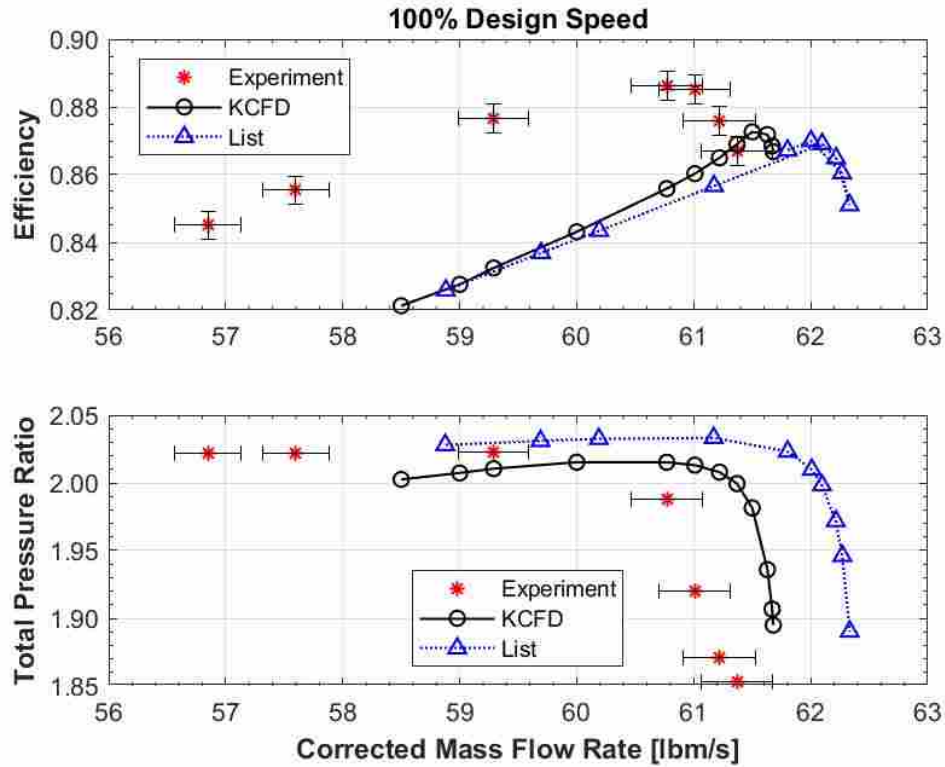 100% Design Speed
Efficiency
0.90
0.88
0.86
0.84
0.82
Experiment
KCFD
List
56 57 58 59 60 61 62 63
Total Pressure Ratio
2.05
2.00
1.95
1.90
1.85
Experiment
KCFD
List
56 57 58 59 60 61 62 63
Corrected Mass Flow Rate [lbm/s]